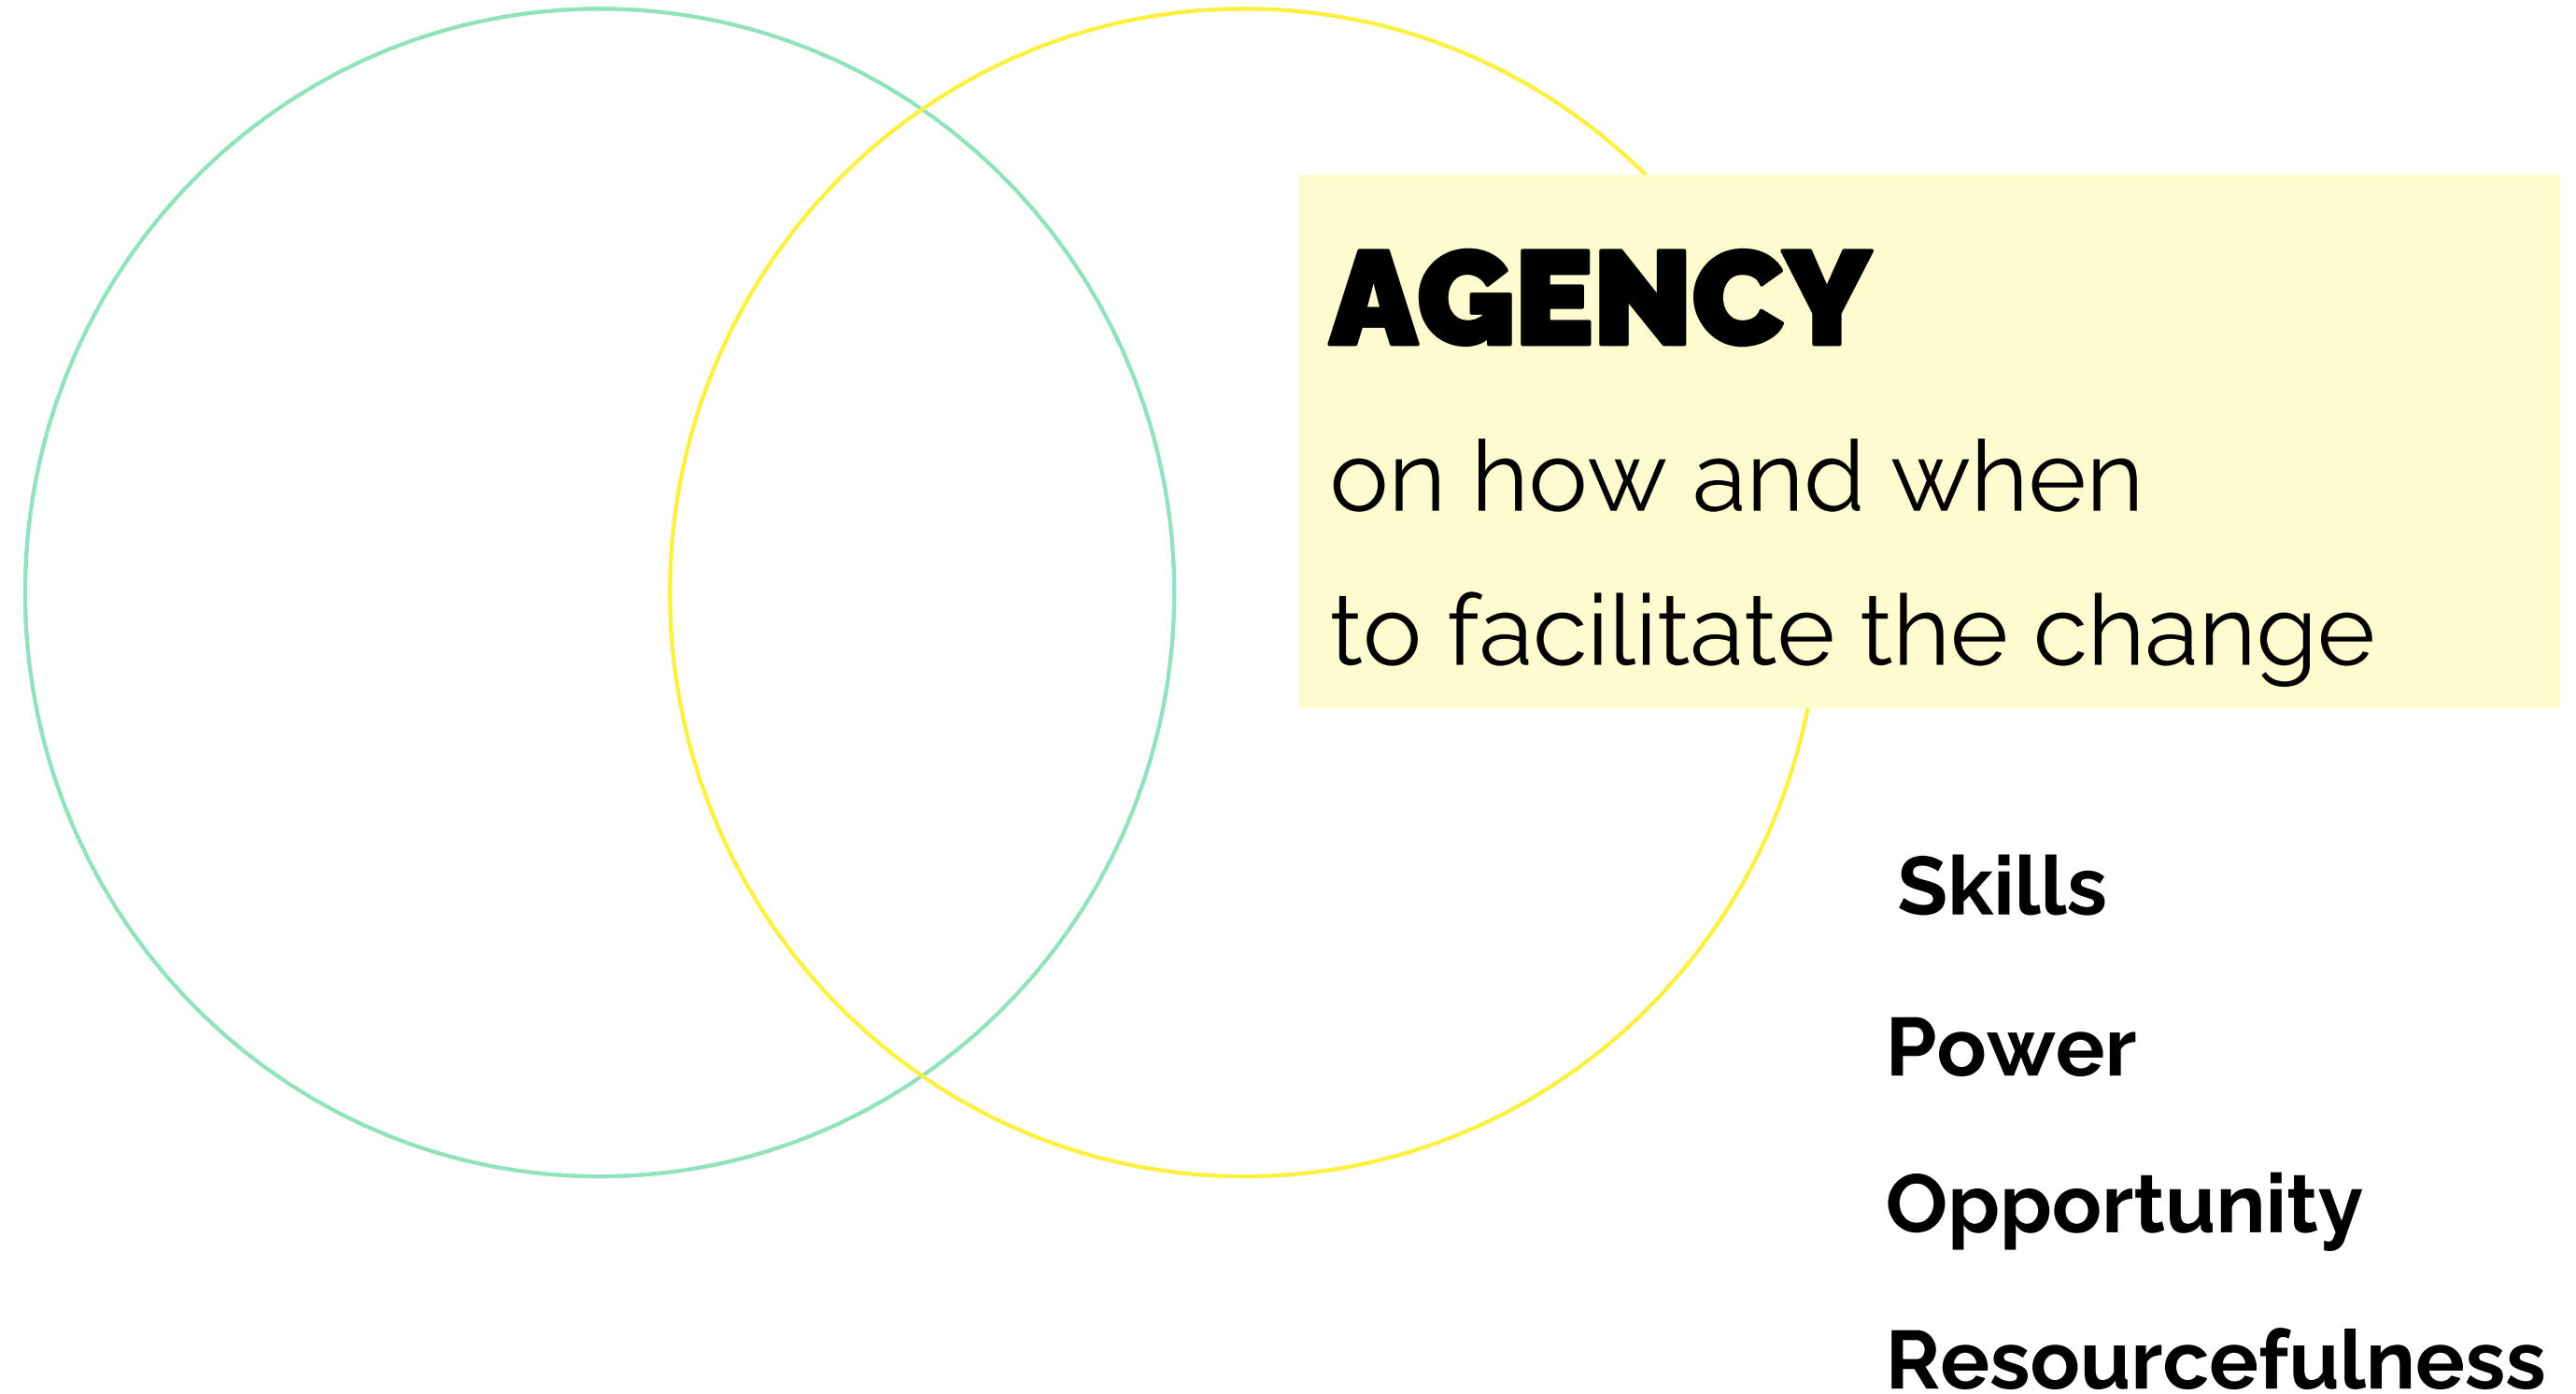 AGENCY
on how and when
to facilitate the change
Skills
Power
Opportunity
Resourcefulness